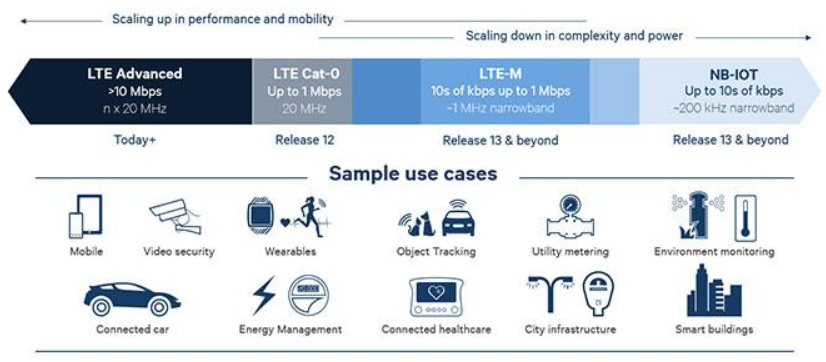 Scaling up in performance and mobility
Scaling down in complexity and power
LTE Advanced
>10 Mbps
n x 20 MHz
LTE Cat-0
Up to 1 Mbps
20 MHz
LTE-M
10s of kbps up to 1 Mbps
~1 MHz narrowband
NB-IOT
Up to 10s of kbps
~200 kHz narrowband
Today+
Release 12
Release 13 & beyond
Release 13 & beyond
Sample use cases
Mobile
Video security
Wearables
Object Tracking
Utility metering
Environment monitoring
Connected car
Energy Management
Connected healthcare
City infrastructure
Smart buildings